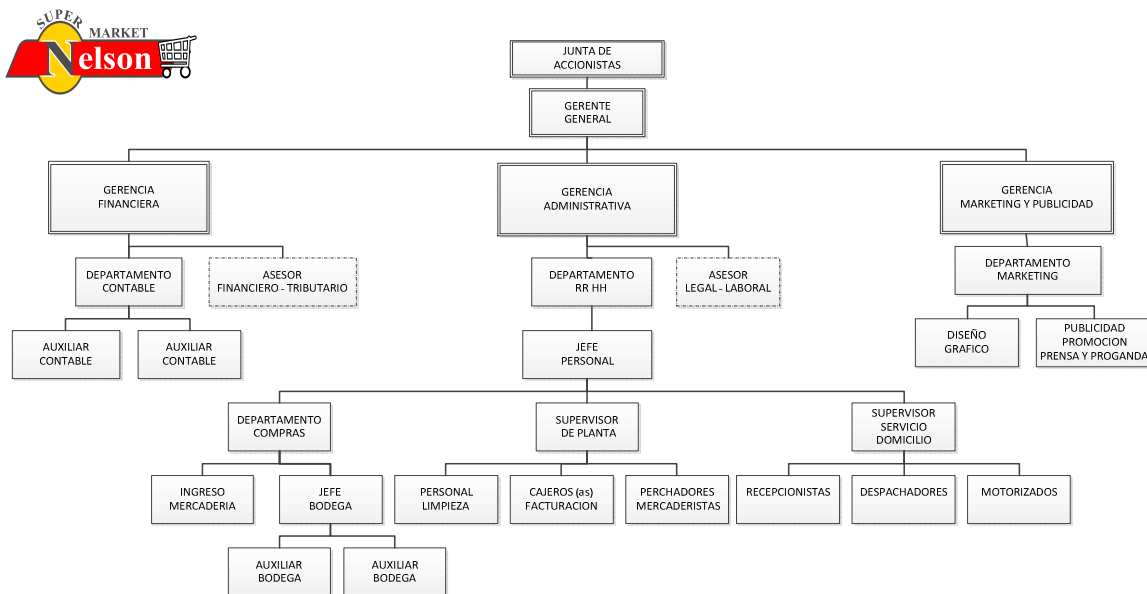 SUPER
MARKET
Nelson
JUNTA DE
ACCIONISTAS
GERENTE
GENERAL
GERENCIA
FINANCIERA
GERENCIA
ADMINISTRATIVA
GERENCIA
MARKETING Y PUBLICIDAD
DEPARTAMENTO
CONTABLE
ASESOR
FINANCIERO - TRIBUTARIO
DEPARTAMENTO
RR HH
ASESOR
LEGAL - LABORAL
DEPARTAMENTO
MARKETING
AUXILIAR
CONTABLE
AUXILIAR
CONTABLE
JEFE
PERSONAL
DISEÑO
GRAFICO
PUBLICIDAD
PROMOCION
PRENSA Y PROGANDA
DEPARTAMENTO
COMPRAS
SUPERVISOR
DE PLANTA
SUPERVISOR
SERVICIO
DOMICILIO
INGRESO
MERCADERIA
JEFE
BODEGA
PERSONAL
LIMPIEZA
CAJEROS (as)
FACTURACION
PERCHADORES
MERCADERISTAS
RECEPCIONISTAS
DESPACHADORES
MOTORIZADOS
AUXILIAR
BODEGA
AUXILIAR
BODEGA